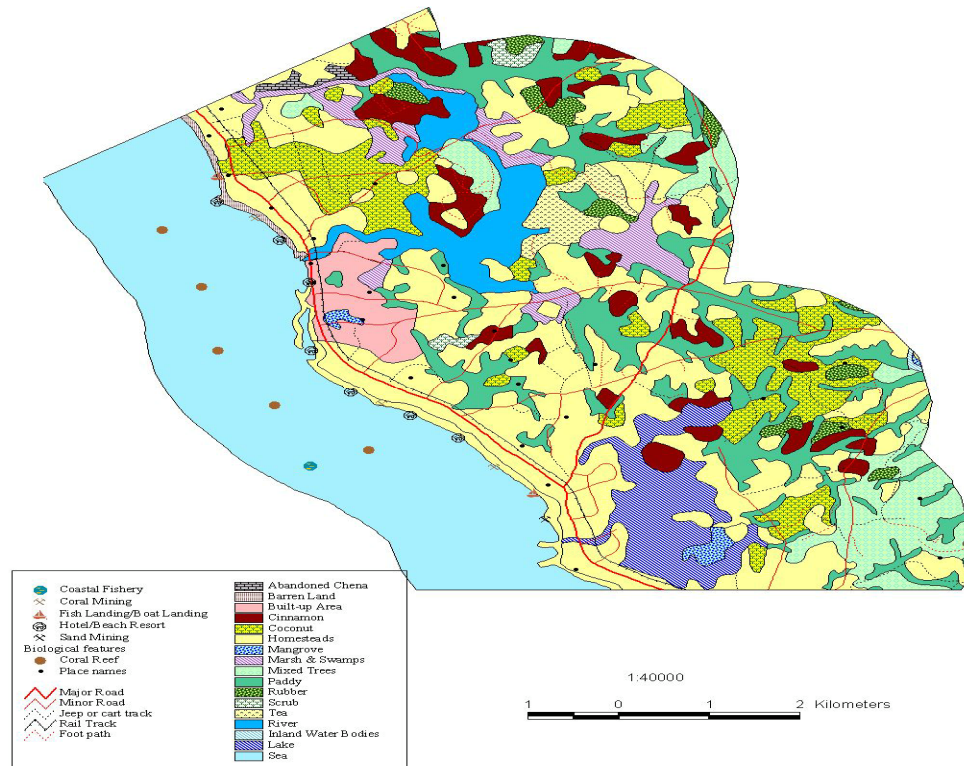 Coastal Fishery
Coral Mining
Fish Landing/Boat Landing
Hotel/Beach Resort
Sand Mining
Biological features
Coral Reef
Place names
Major Road
Minor Road
Jeep or cart track
Rail Track
Foot path
Abandoned Chena
Barren Land
Built-up Area
Cinnamon
Coconut
Homesteads
Mangrove
Marsh & Swamps
Mixed Trees
Paddy
Rubber
Scrub
Tea
River
Inland Water Bodies
Lake
Sea
1:40000
1 0 1 2 Kilometers